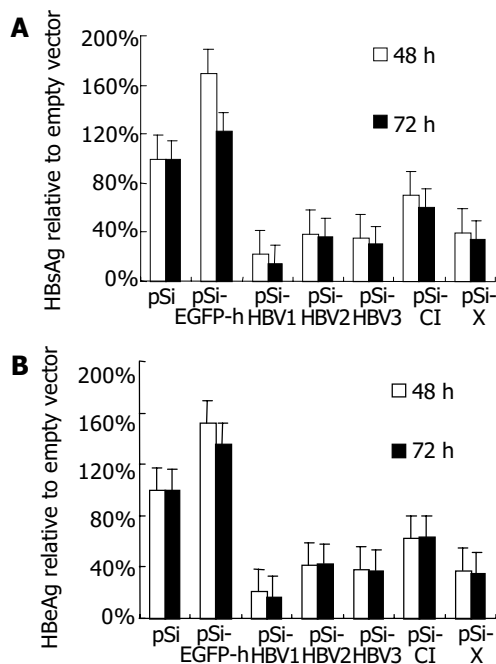 A
HBsAg relative to empty vector
200%
160%
120%
80%
40%
0%
48 h
72 h
pSi pSi- pSi- pSi- pSi- pSi- pSi-
EGFP-h HBV1 HBV2 HBV3 CI X
B
HBeAg relative to empty vector
200%
160%
120%
80%
40%
0%
48 h
72 h
pSi pSi- pSi- pSi- pSi- pSi- pSi-
EGFP-h HBV1 HBV2 HBV3 CI X